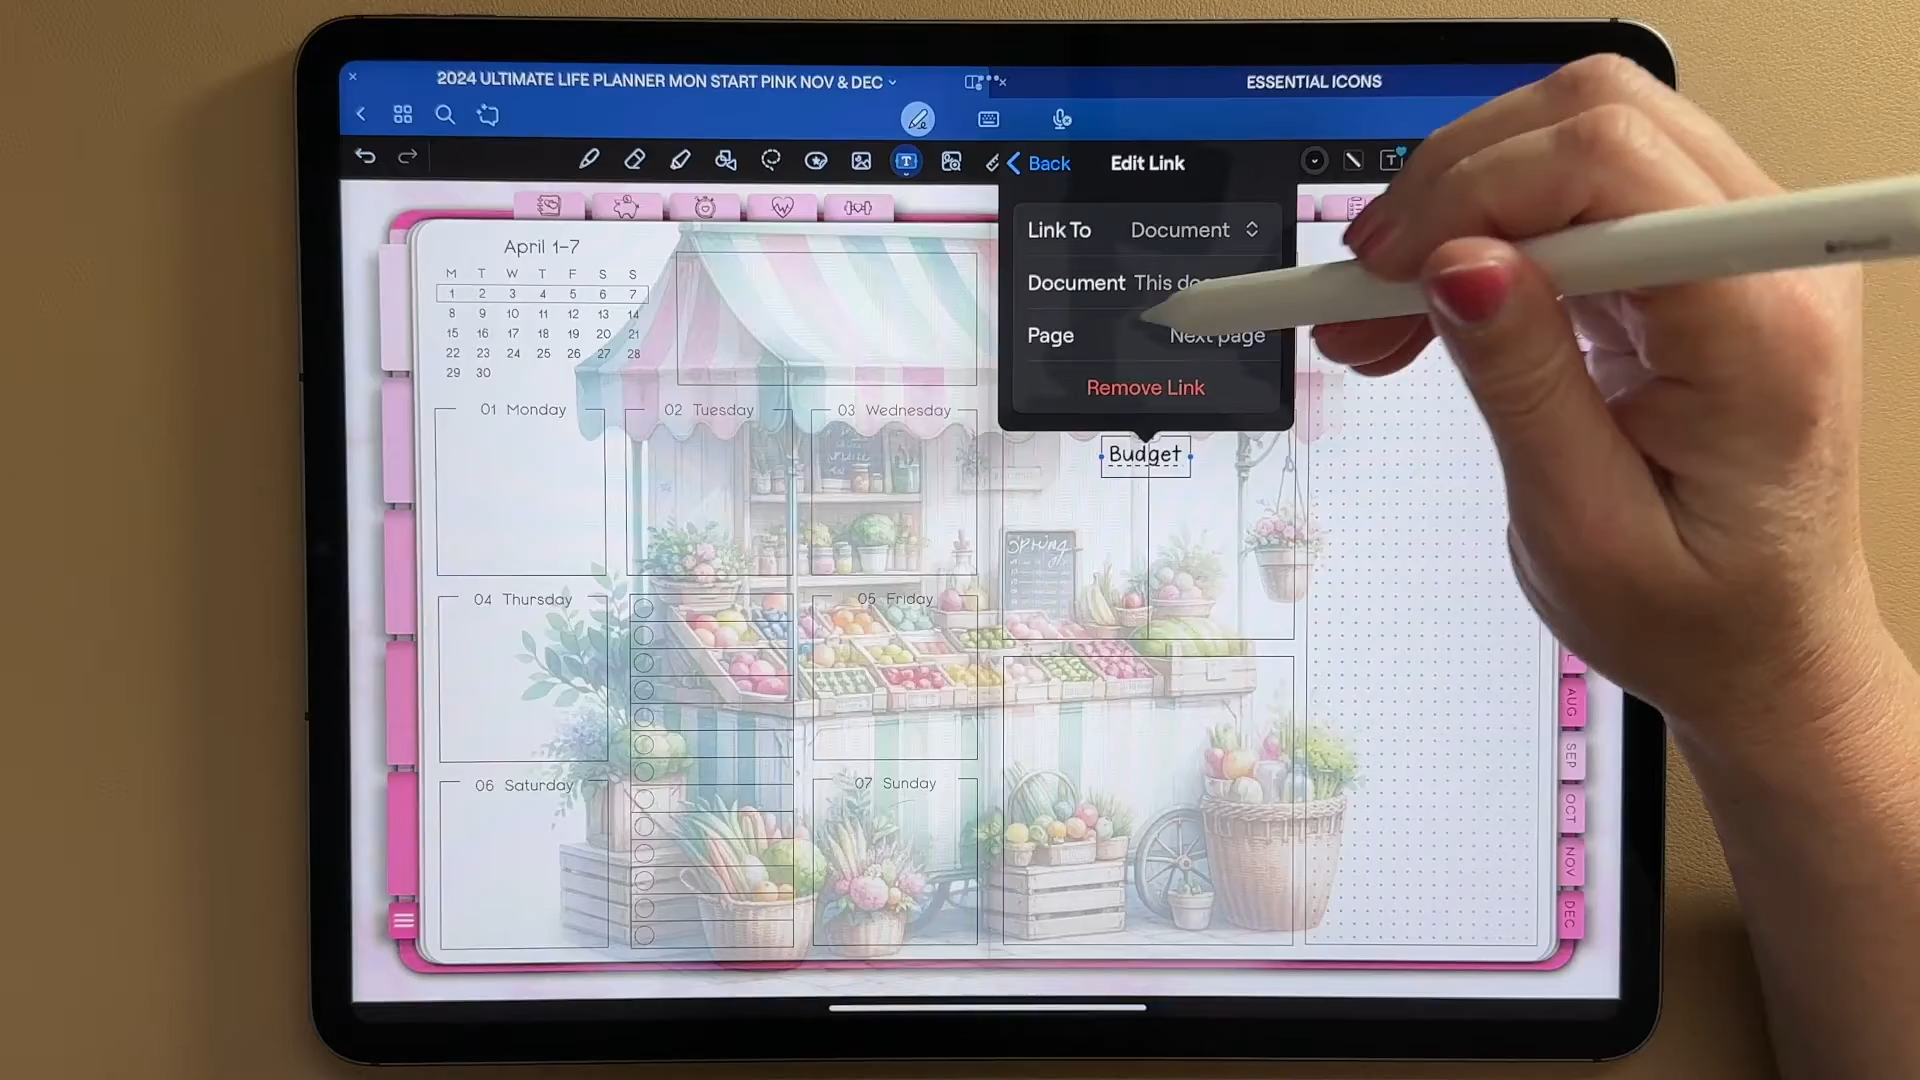 2024 ULTIMATE LIFE PLANNER MON START PINK NOV & DEC
ESSENTIAL ICONS
Back
Edit Link
Link To Document
Document This
Page Next page
Remove Link
Budget
April 1-7
M T W T F S S
1 2 3 4 5 6 7
8 9 10 11 12 13 14
15 16 17 18 19 20 21
22 23 24 25 26 27 28
29 30
01 Monday
02 Tuesday
03 Wednesday
04 Thursday
05 Friday
06 Saturday
07 Sunday
Spring
AUG
SEP
OCT
NOV
DEC